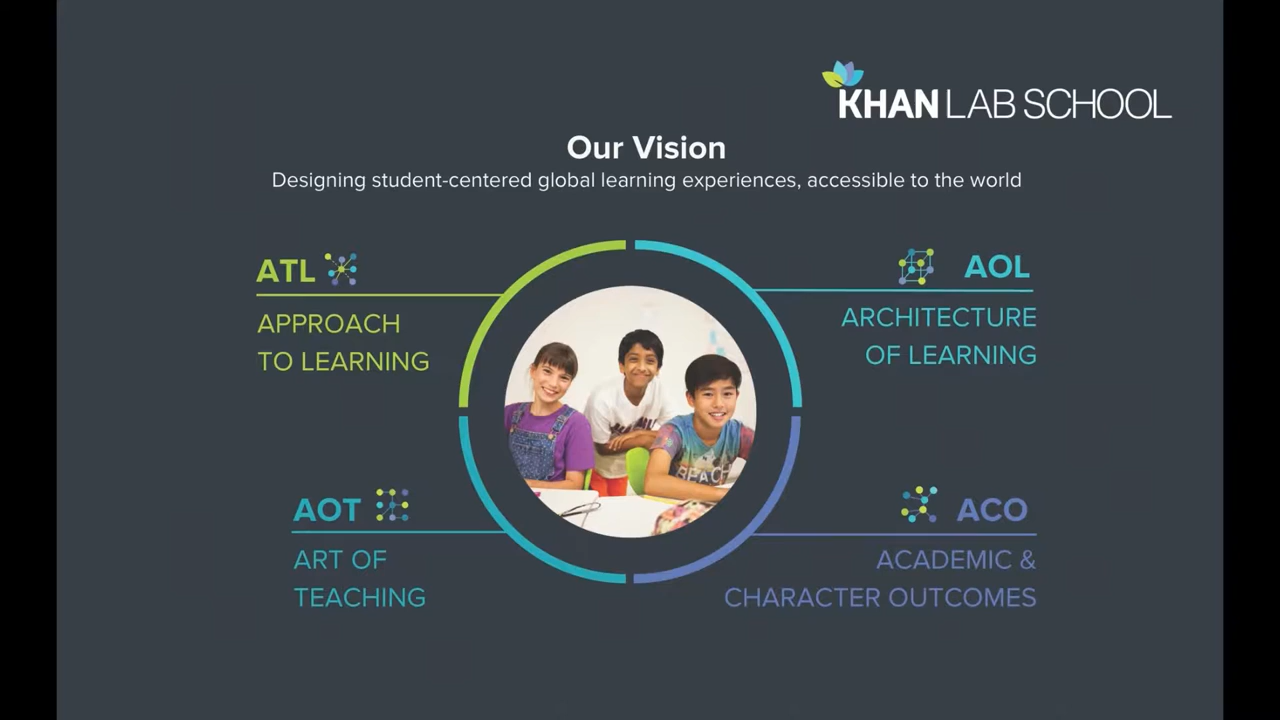 KHAN LAB SCHOOL
Our Vision
Designing student-centered global learning experiences, accessible to the world
ATL
APPROACH
TO LEARNING
AOL
ARCHITECTURE
OF LEARNING
BEACH
AOT
ART OF
TEACHING
ACO
ACADEMIC &
CHARACTER OUTCOMES